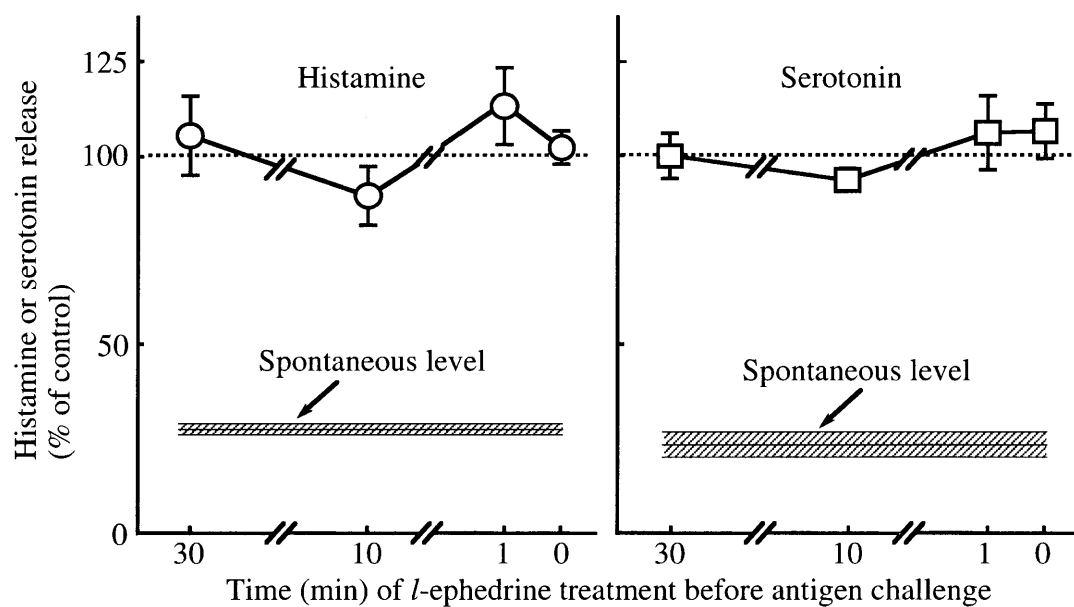 Histamine or serotonin release
(% of control)
125
100
50
0
Histamine
Serotonin
Spontaneous level
Spontaneous level
30 10 1 0
30 10 1 0
Time (min) of l-ephedrine treatment before antigen challenge